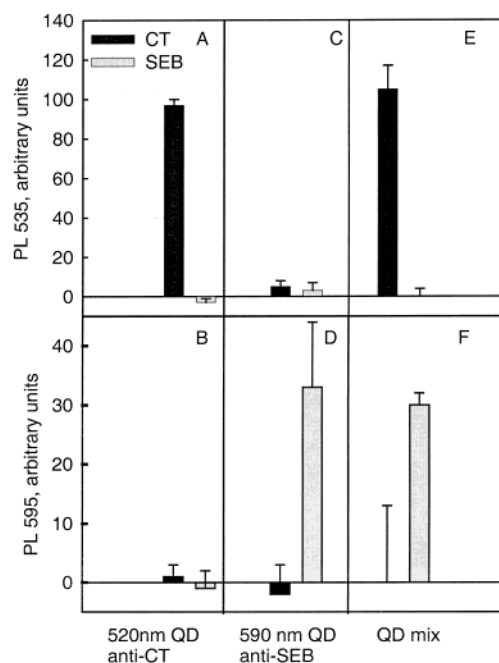 140
120
100
80
60
40
20
0
PL 535, arbitrary units
CT
SEB
A
C
E
40
30
20
10
0
PL 595, arbitrary units
B
D
F
520nm QD
anti-CT
590 nm QD
anti-SEB
QD mix